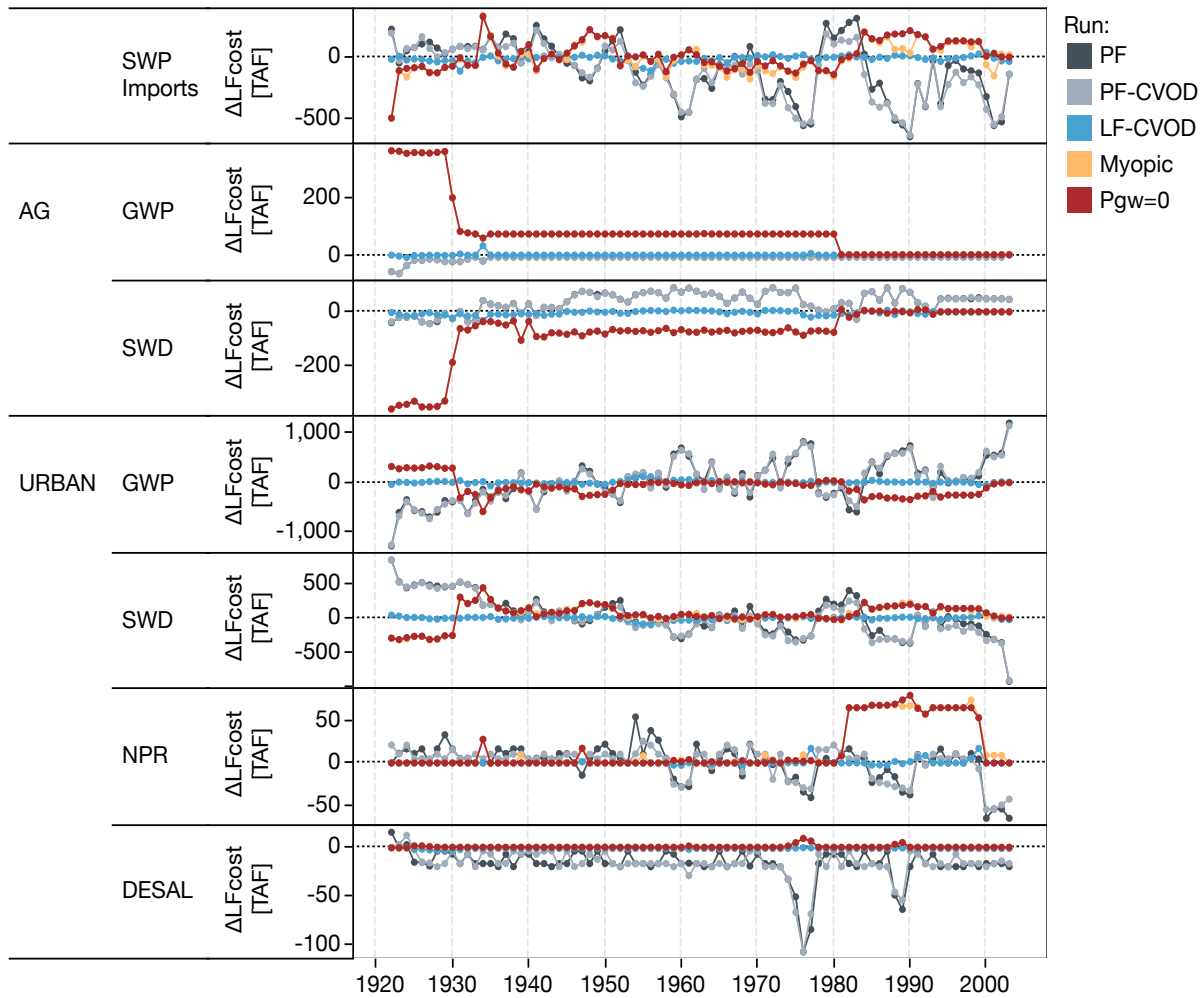 Run:
PF
PF-CVOD
LF-CVOD
Myopic
Pgw=0
SWP
Imports
ΔLFcost
[TAF]
0
-500
AG
GWP
ΔLFcost
[TAF]
200
0
SWD
ΔLFcost
[TAF]
0
-200
URBAN
GWP
ΔLFcost
[TAF]
1,000
0
-1,000
SWD
ΔLFcost
[TAF]
500
0
-500
NPR
ΔLFcost
[TAF]
50
0
-50
DESAL
ΔLFcost
[TAF]
0
-50
-100
1920 1930 1940 1950 1960 1970 1980 1990 2000